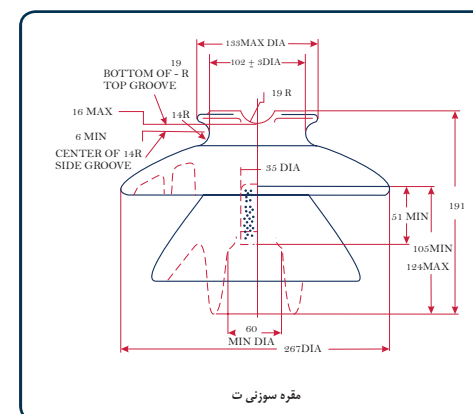 133MAX DIA
102 ± 3DIA
19
BOTTOM OF - R
TOP GROOVE
19 R
16 MAX
14R
6 MIN
CENTER OF 14R
SIDE GROOVE
35 DIA
191
51 MIN
105MIN
124MAX
60
MIN DIA
267DIA
مقره سوزنی ت